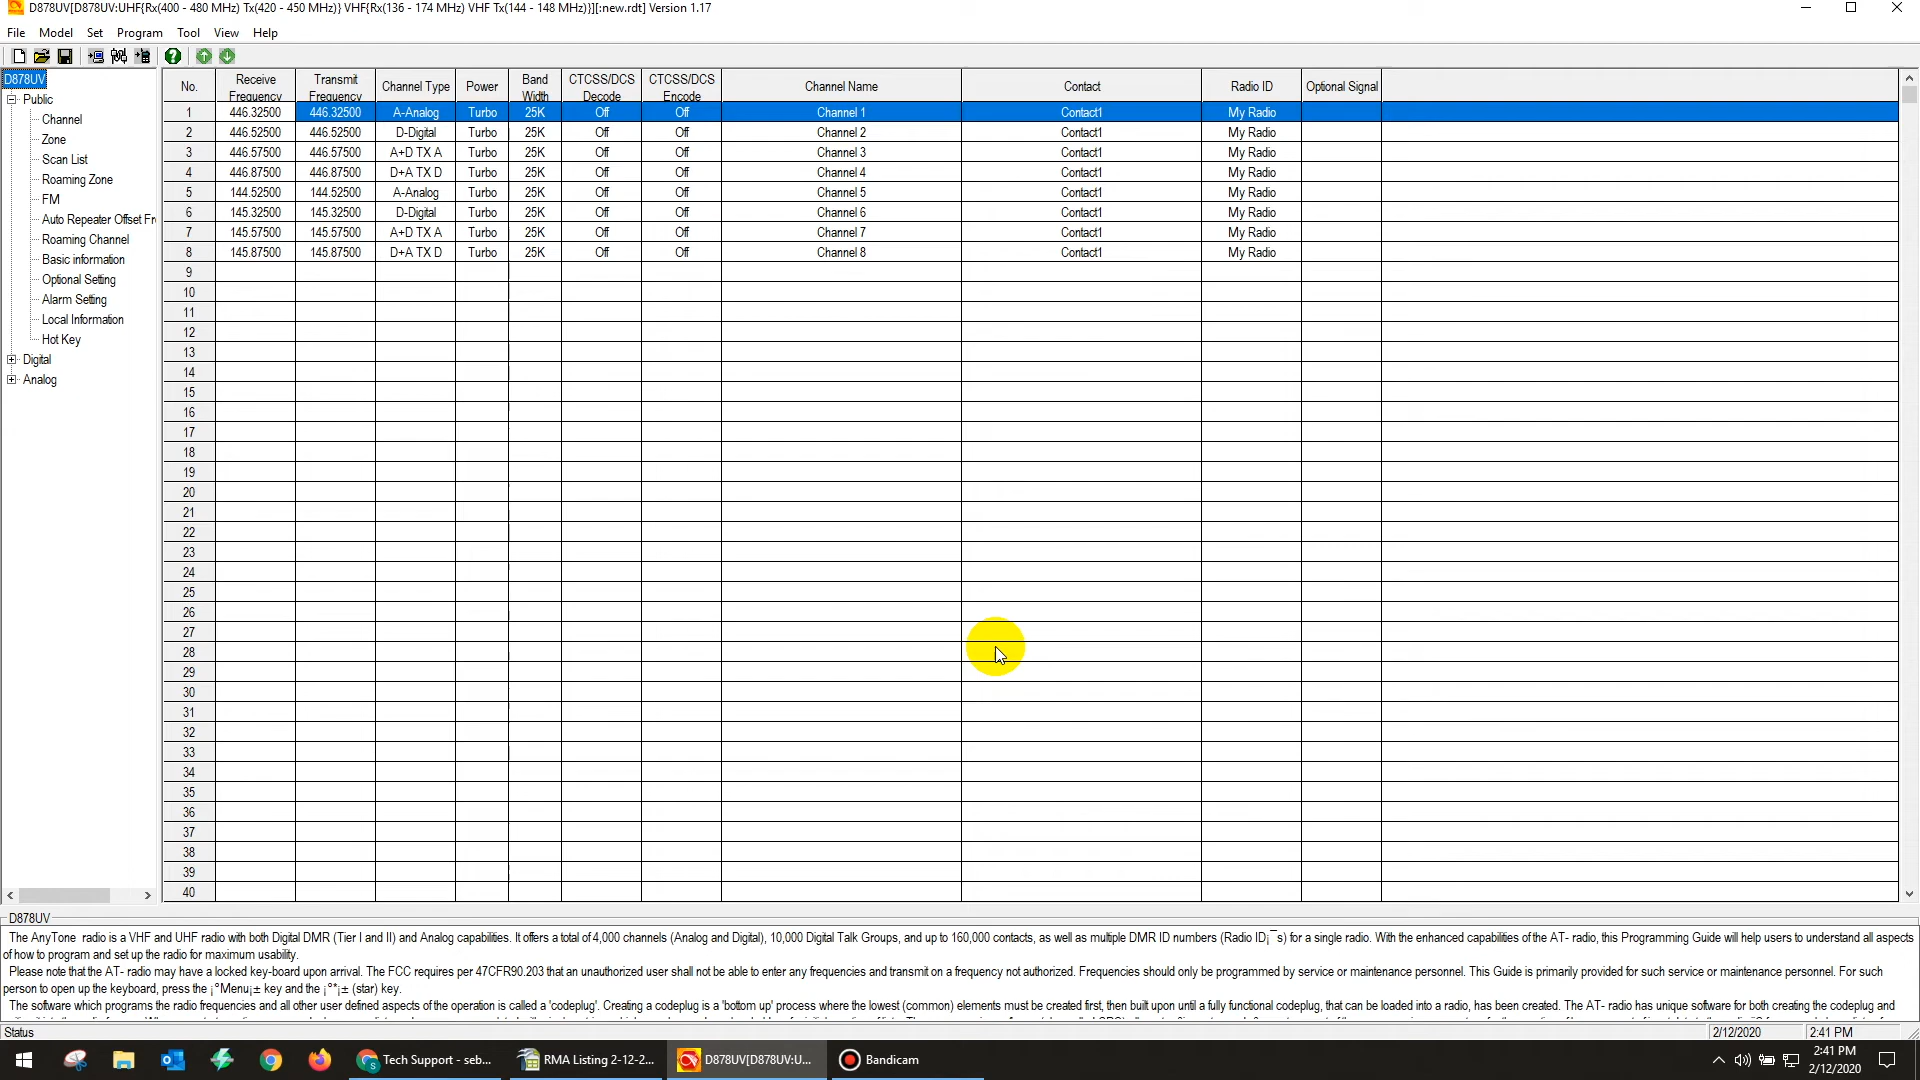 D878UV[D878UV:UHF{Rx(400 - 480 MHz) Tx(420 - 450 MHz)} VHF{Rx(136 - 174 MHz) VHF Tx(144 - 148 MHz)}][:new.rdt] Version 1.17
File Model Set Program Tool View Help
D878UV
Public
Channel
Zone
Scan List
Roaming Zone
FM
Auto Repeater Offset Fr
Roaming Channel
Basic information
Optional Setting
Alarm Setting
Local Information
Hot Key
Digital
Analog
No. Receive Frequency Transmit Frequency Channel Type Power Band Width CTCSS/DCS Decode CTCSS/DCS Encode Channel Name Contact Radio ID Optional Signal
1 446.32500 446.32500 A-Analog Turbo 25K Off Off Channel 1 Contact1 My Radio
2 446.52500 446.52500 D-Digital Turbo 25K Off Off Channel 2 Contact1 My Radio
3 446.57500 446.57500 A+D TX A Turbo 25K Off Off Channel 3 Contact1 My Radio
4 446.87500 446.87500 D+A TX D Turbo 25K Off Off Channel 4 Contact1 My Radio
5 144.52500 144.52500 A-Analog Turbo 25K Off Off Channel 5 Contact1 My Radio
6 145.32500 145.32500 D-Digital Turbo 25K Off Off Channel 6 Contact1 My Radio
7 145.57500 145.57500 A+D TX A Turbo 25K Off Off Channel 7 Contact1 My Radio
8 145.87500 145.87500 D+A TX D Turbo 25K Off Off Channel 8 Contact1 My Radio
9
10
11
12
13
14
15
16
17
18
19
20
21
22
23
24
25
26
27
28
29
30
31
32
33
34
35
36
37
38
39
40
D878UV
The AnyTone radio is a VHF and UHF radio with both Digital DMR (Tier I and II) and Analog capabilities. It offers a total of 4,000 channels (Analog and Digital), 10,000 Digital Talk Groups, and up to 160,000 contacts, as well as multiple DMR ID numbers (Radio ID¡¯s) for a single radio. With the enhanced capabilities of the AT- radio, this Programming Guide will help users to understand all aspects
of how to program and set up the radio for maximum usability.
Please note that the AT- radio may have a locked key-board upon arrival. The FCC requires per 47CFR90.203 that an unauthorized user shall not be able to enter any frequencies and transmit on a frequency not authorized. Frequencies should only be programmed by service or maintenance personnel. This Guide is primarily provided for such service or maintenance personnel. For such
person to open up the keyboard, press the ¡°Menu¡± key and the ¡°*¡± (star) key.
The software which programs the radio frequencies and all other user defined aspects of the operation is called a 'codeplug'. Creating a codeplug is a 'bottom up' process where the lowest (common) elements must be created first, then built upon until a fully functional codeplug, that can be loaded into a radio, has been created. The AT- radio has unique software for both creating the codeplug and
Status 2/12/2020 2:41 PM
Tech Support - seb... RMA Listing 2-12-2... D878UV[D878UV:U... Bandicam
2:41 PM
2/12/2020